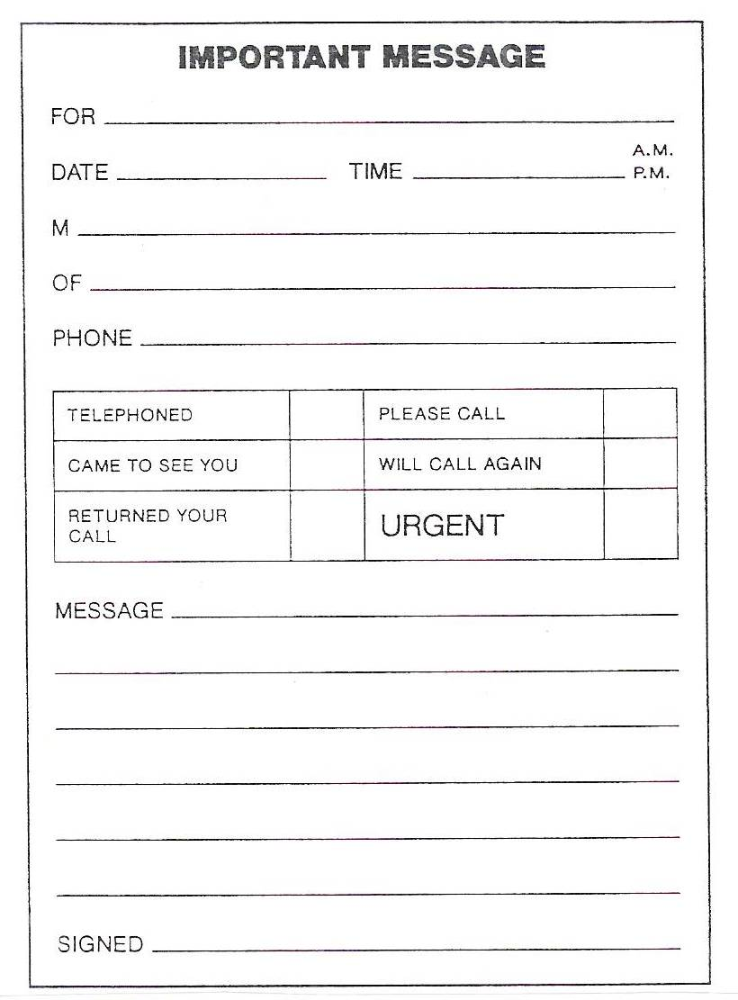 IMPORTANT MESSAGE
FOR
A.M.
DATE TIME P.M.
M
OF
PHONE
TELEPHONED PLEASE CALL
CAME TO SEE YOU WILL CALL AGAIN
RETURNED YOUR
CALL URGENT
MESSAGE
SIGNED